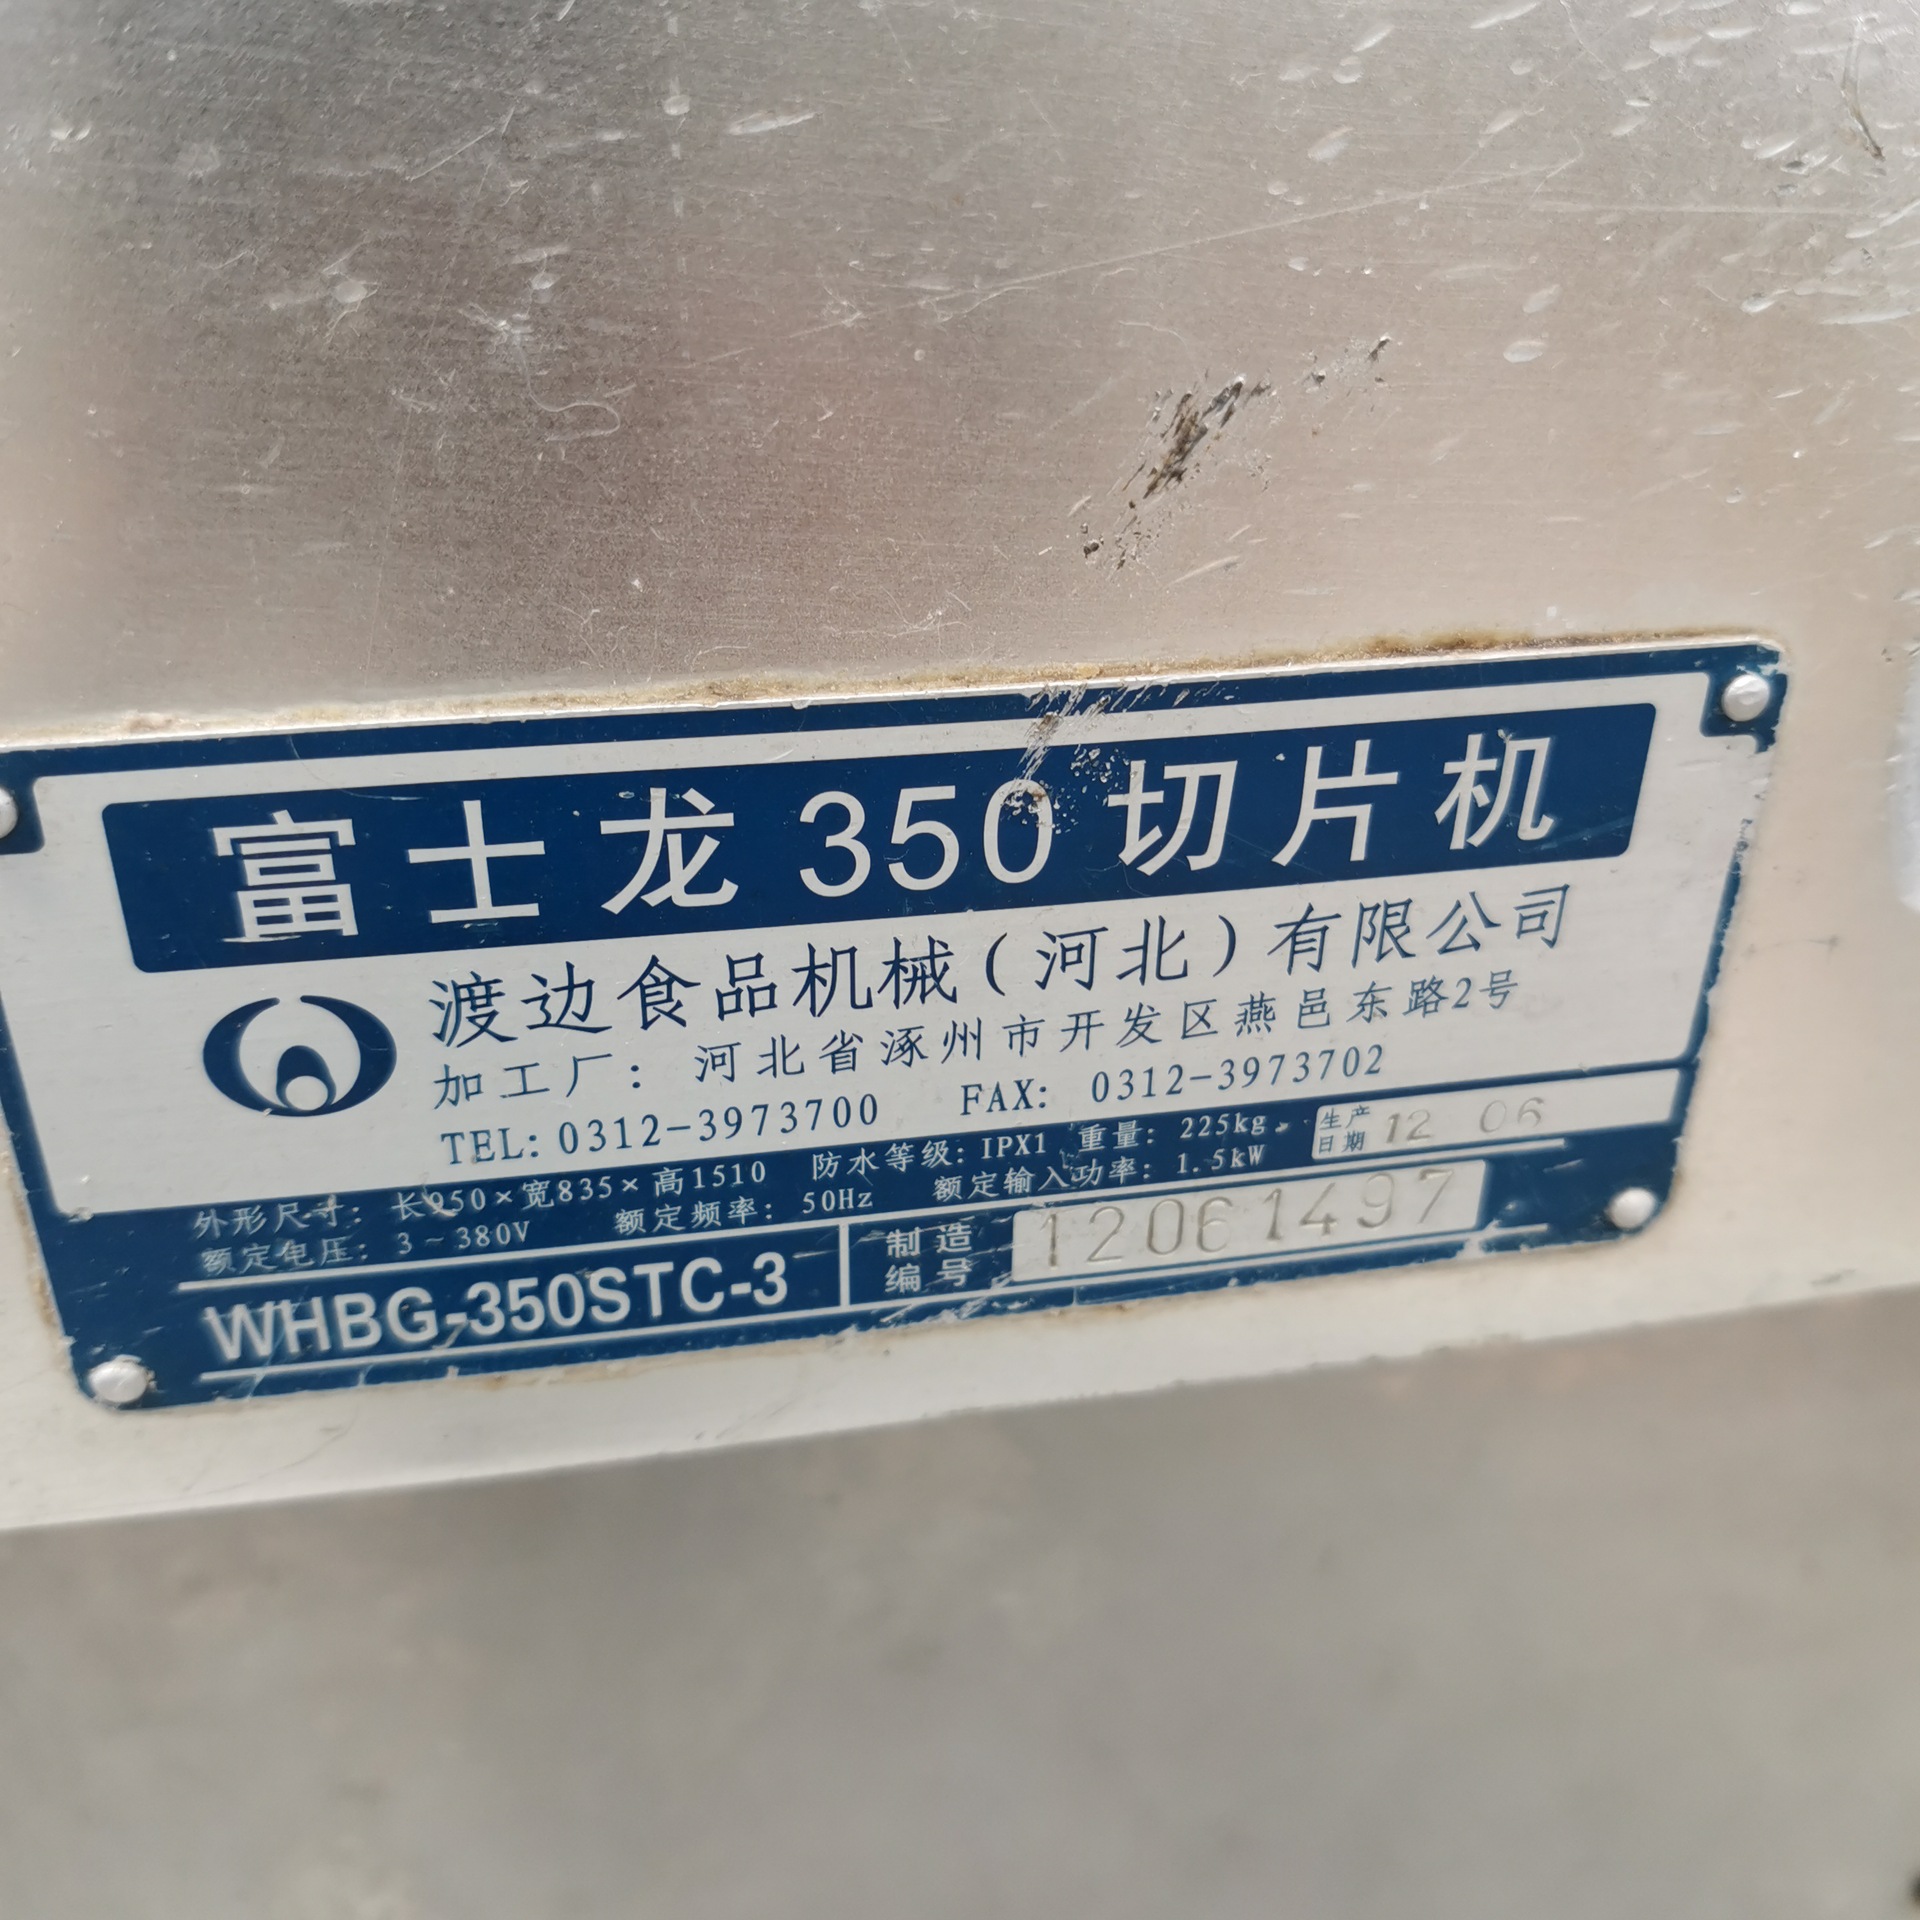 富士龙350切片机
渡边食品机械(河北)有限公司
加工厂: 河北省涿州市开发区燕邑东路2号
TEL:0312-3973700 FAX: 0312-3973702
外形尺寸: 长950×宽835×高1510 防水等级: IPX1 重量: 225kg
额定电压: 3~380V 额定频率: 50Hz 额定输入功率: 1.5kW
生产日期 12 06
WHBG-350STC-3
制造编号 12061497